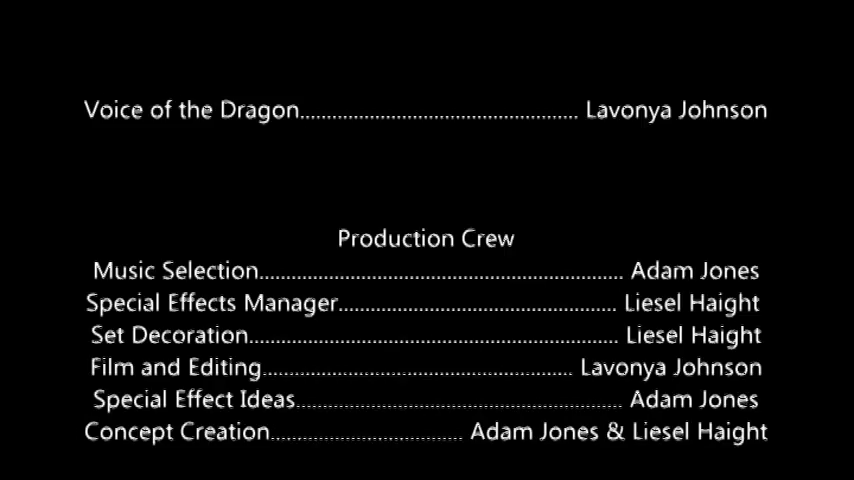 Voice of the Dragon..................................................... Lavonya Johnson
Production Crew
Music Selection..................................................................... Adam Jones
Special Effects Manager..................................................... Liesel Haight
Set Decoration...................................................................... Liesel Haight
Film and Editing........................................................... Lavonya Johnson
Special Effect Ideas.............................................................. Adam Jones
Concept Creation.................................... Adam Jones & Liesel Haight